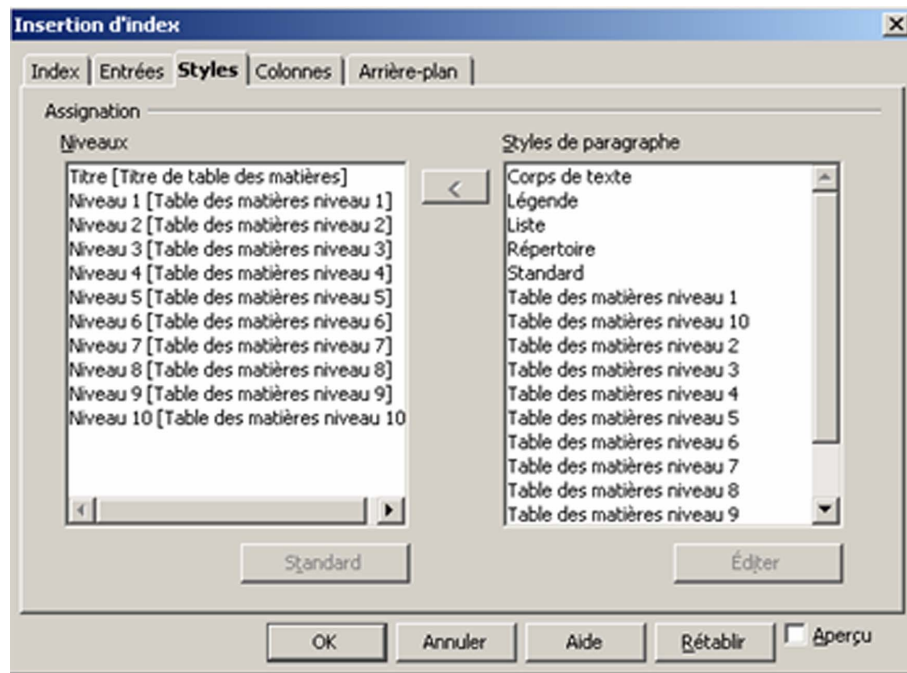 Insertion d'index
Index
Entrées
Styles
Colonnes
Arrière-plan
Assignation
Niveaux
Titre [Titre de table des matières]
Niveau 1 [Table des matières niveau 1]
Niveau 2 [Table des matières niveau 2]
Niveau 3 [Table des matières niveau 3]
Niveau 4 [Table des matières niveau 4]
Niveau 5 [Table des matières niveau 5]
Niveau 6 [Table des matières niveau 6]
Niveau 7 [Table des matières niveau 7]
Niveau 8 [Table des matières niveau 8]
Niveau 9 [Table des matières niveau 9]
Niveau 10 [Table des matières niveau 10
<
Styles de paragraphe
Corps de texte
Légende
Liste
Répertoire
Standard
Table des matières niveau 1
Table des matières niveau 10
Table des matières niveau 2
Table des matières niveau 3
Table des matières niveau 4
Table des matières niveau 5
Table des matières niveau 6
Table des matières niveau 7
Table des matières niveau 8
Table des matières niveau 9
Standard
Éditer
OK
Annuler
Aide
Rétablir
Aperçu